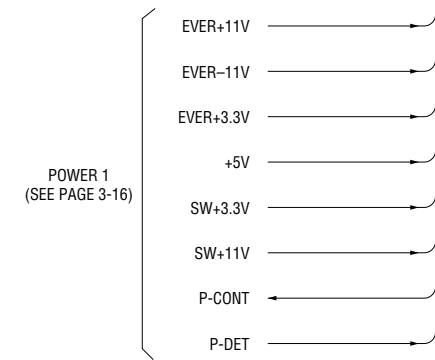 EVER+11V
EVER–11V
EVER+3.3V
+5V
POWER 1
(SEE PAGE 3-16)
SW+3.3V
SW+11V
P-CONT
P-DET